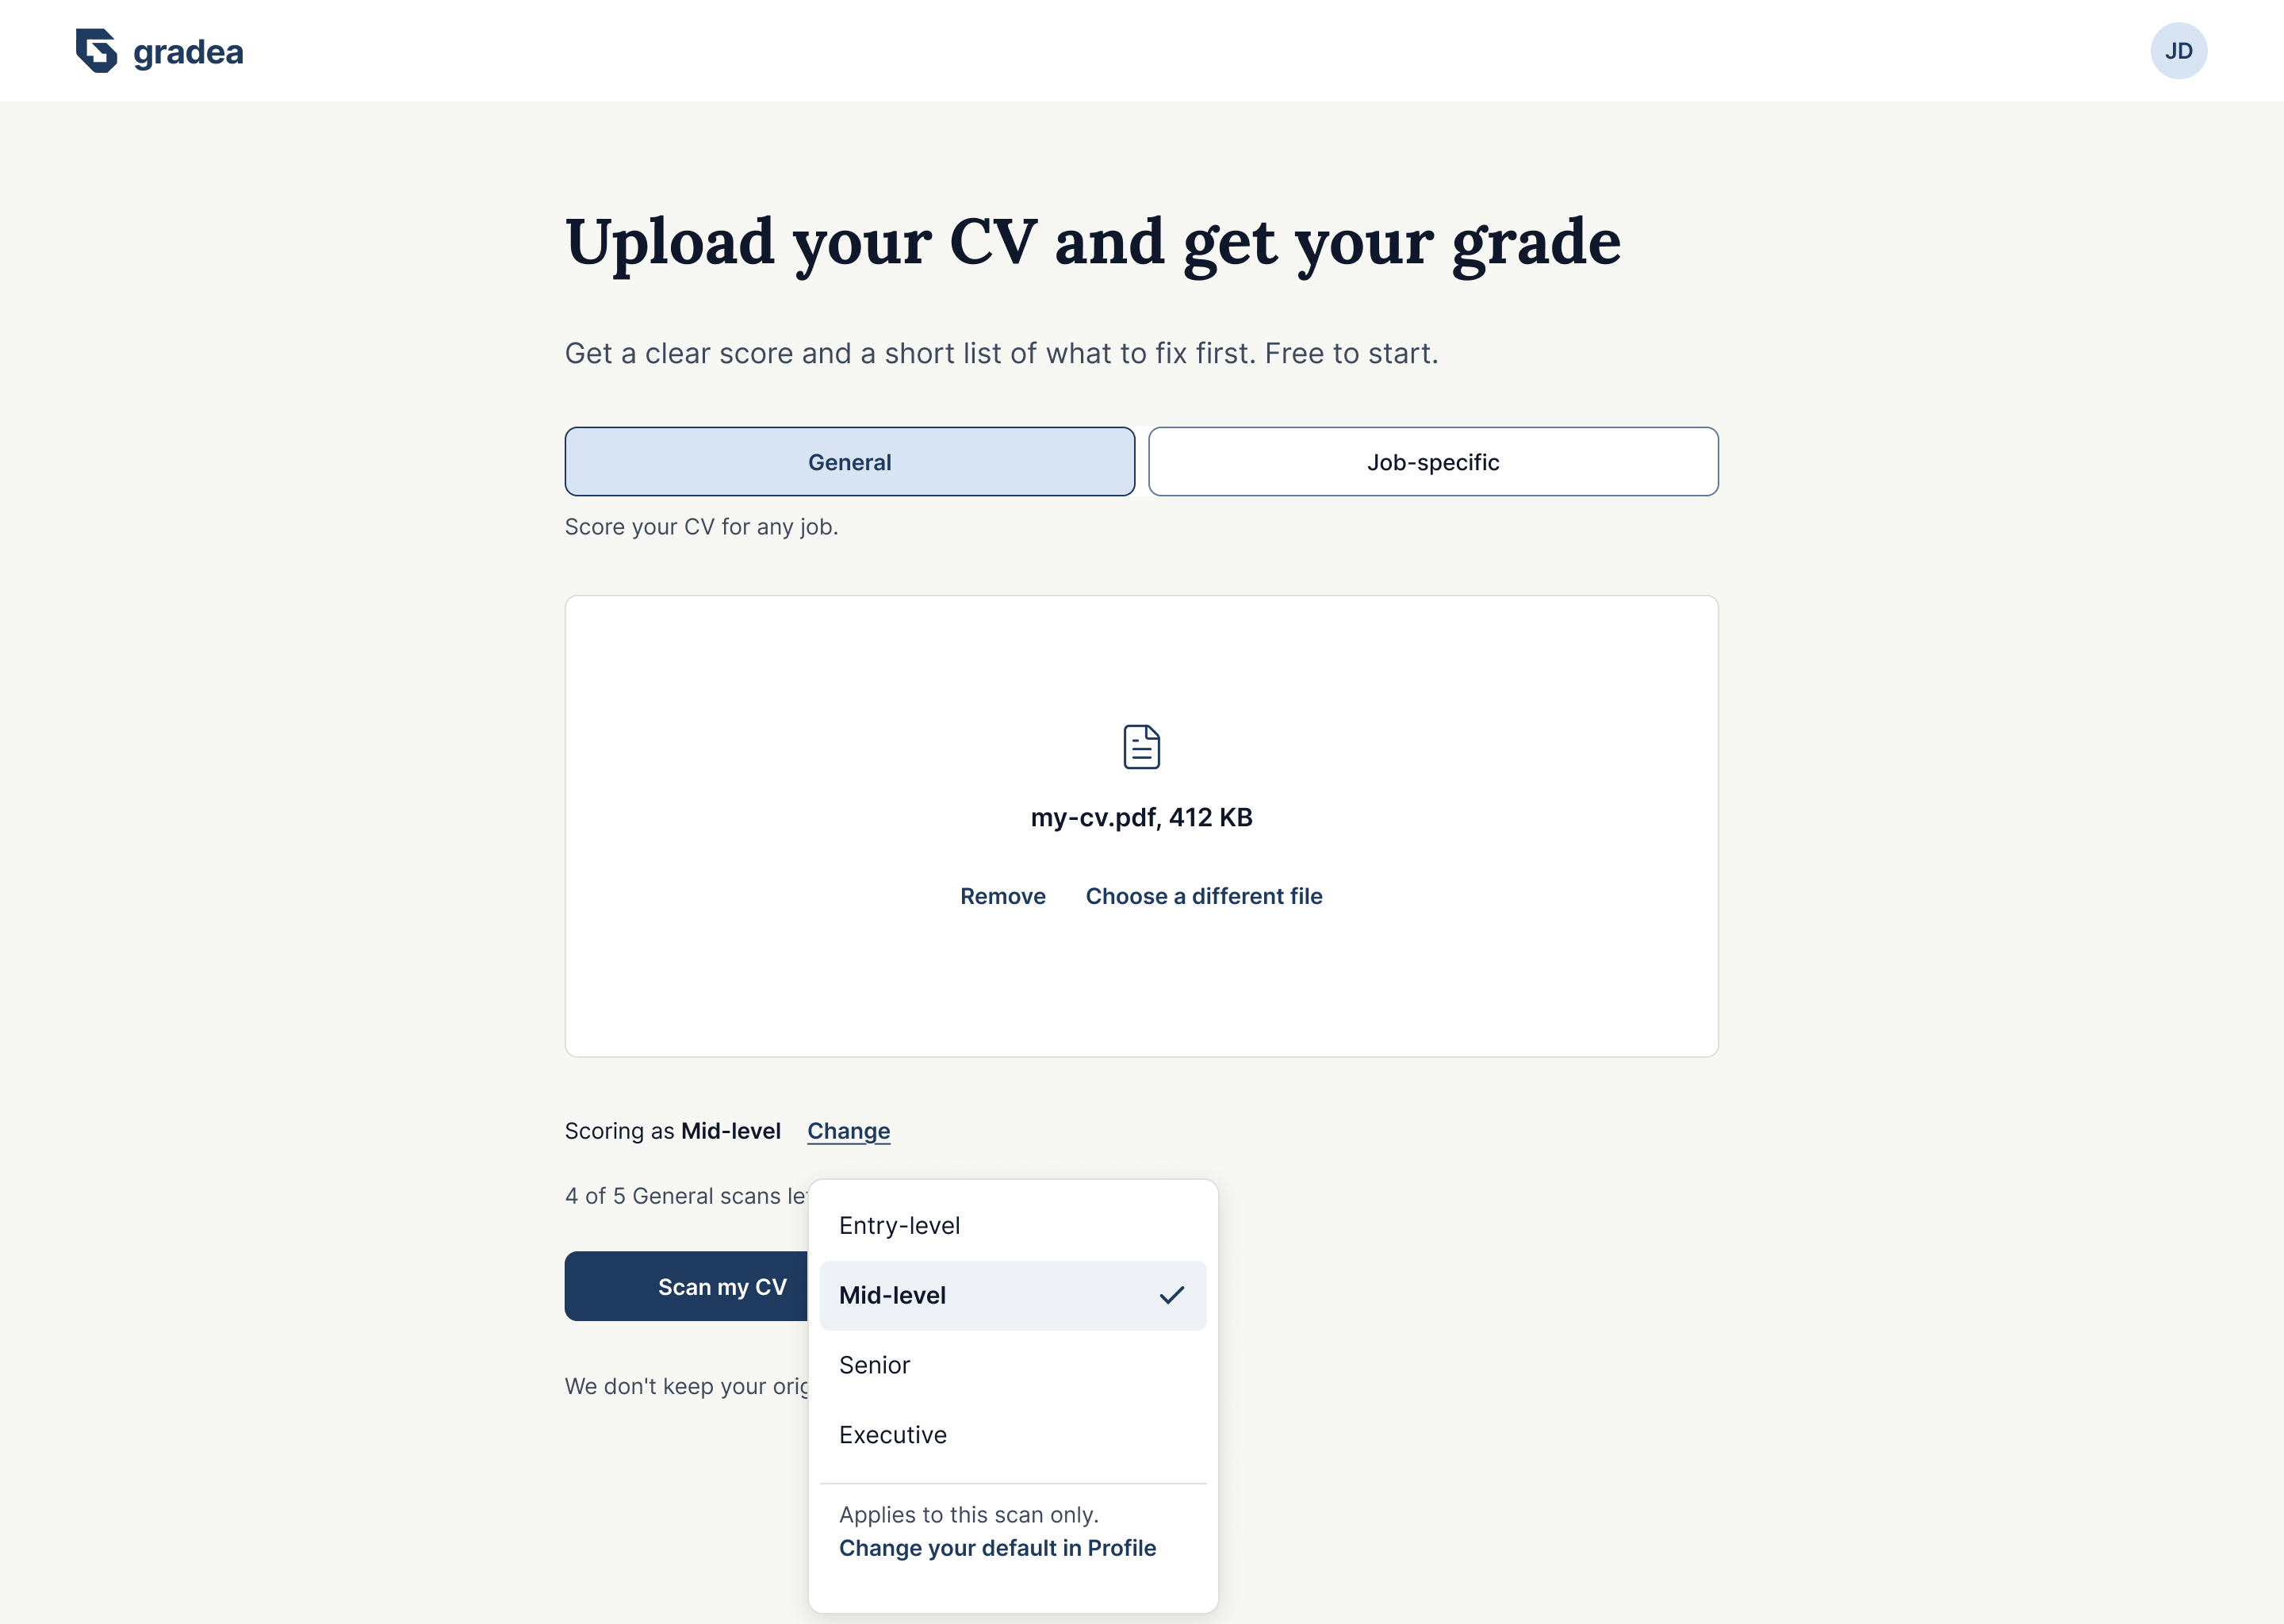 gradea
JD
Upload your CV and get your grade
Get a clear score and a short list of what to fix first. Free to start.
General
Job-specific
Score your CV for any job.
my-cv.pdf, 412 KB
Remove
Choose a different file
Scoring as Mid-level Change
4 of 5 General scans
Scan my CV
We don't keep your
Entry-level
Mid-level
Senior
Executive
Applies to this scan only.
Change your default in Profile